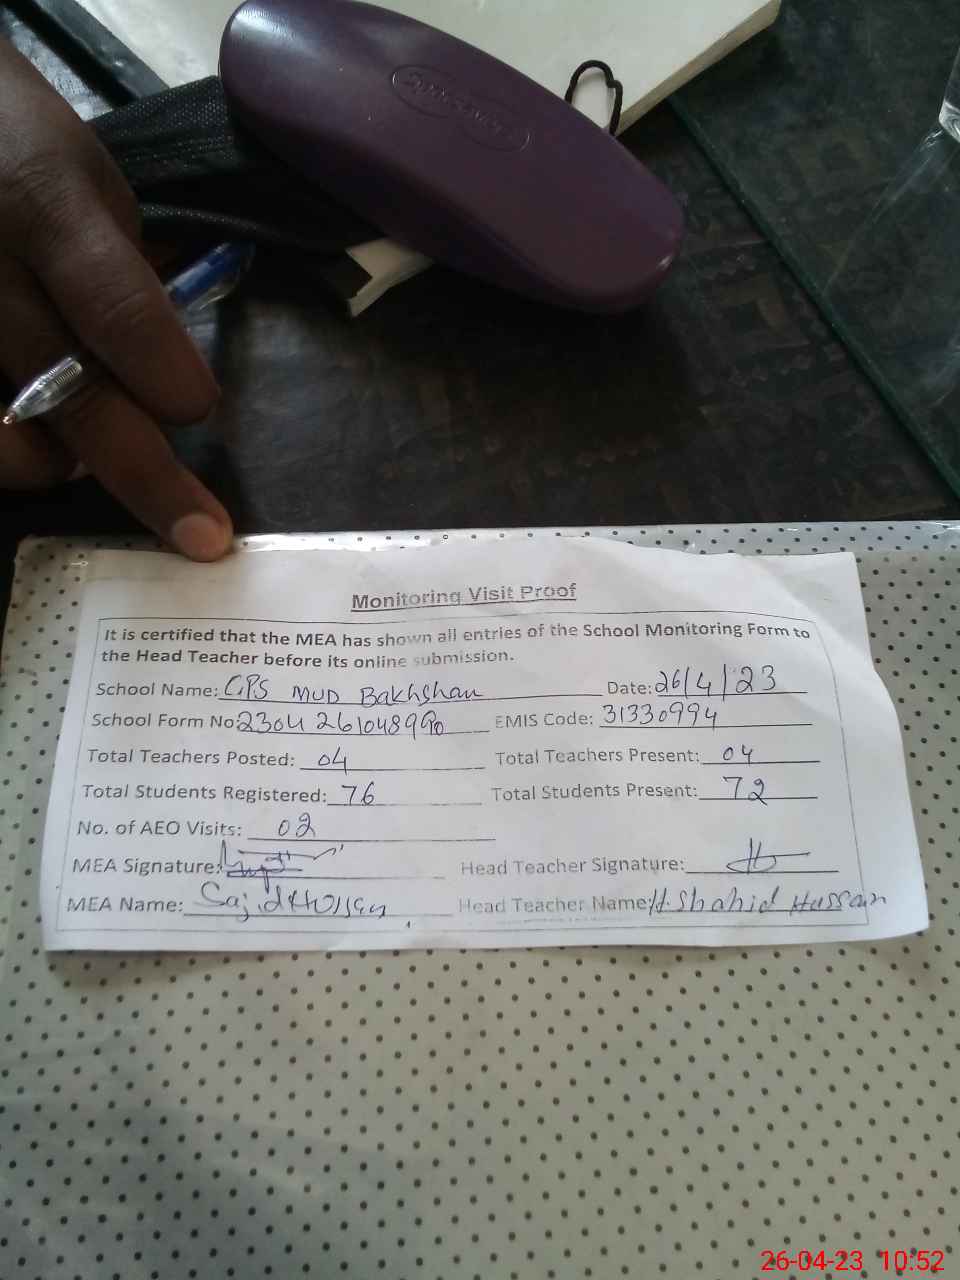 Monitoring Visit Proof
It is certified that the MEA has shown all entries of the School Monitoring Form to
the Head Teacher before its online submission.
School Name: GPS MUD Bakhshan Date: 26/4/23
School Form No: 2304 261048990 EMIS Code: 31330994
Total Teachers Posted: 04 Total Teachers Present: 04
Total Students Registered: 76 Total Students Present: 72
No. of AEO Visits: 02
MEA Signature: Head Teacher Signature:
MEA Name: Sajid Hussen Head Teacher Name: H. Shahid Hussain
26-04-23 10:52